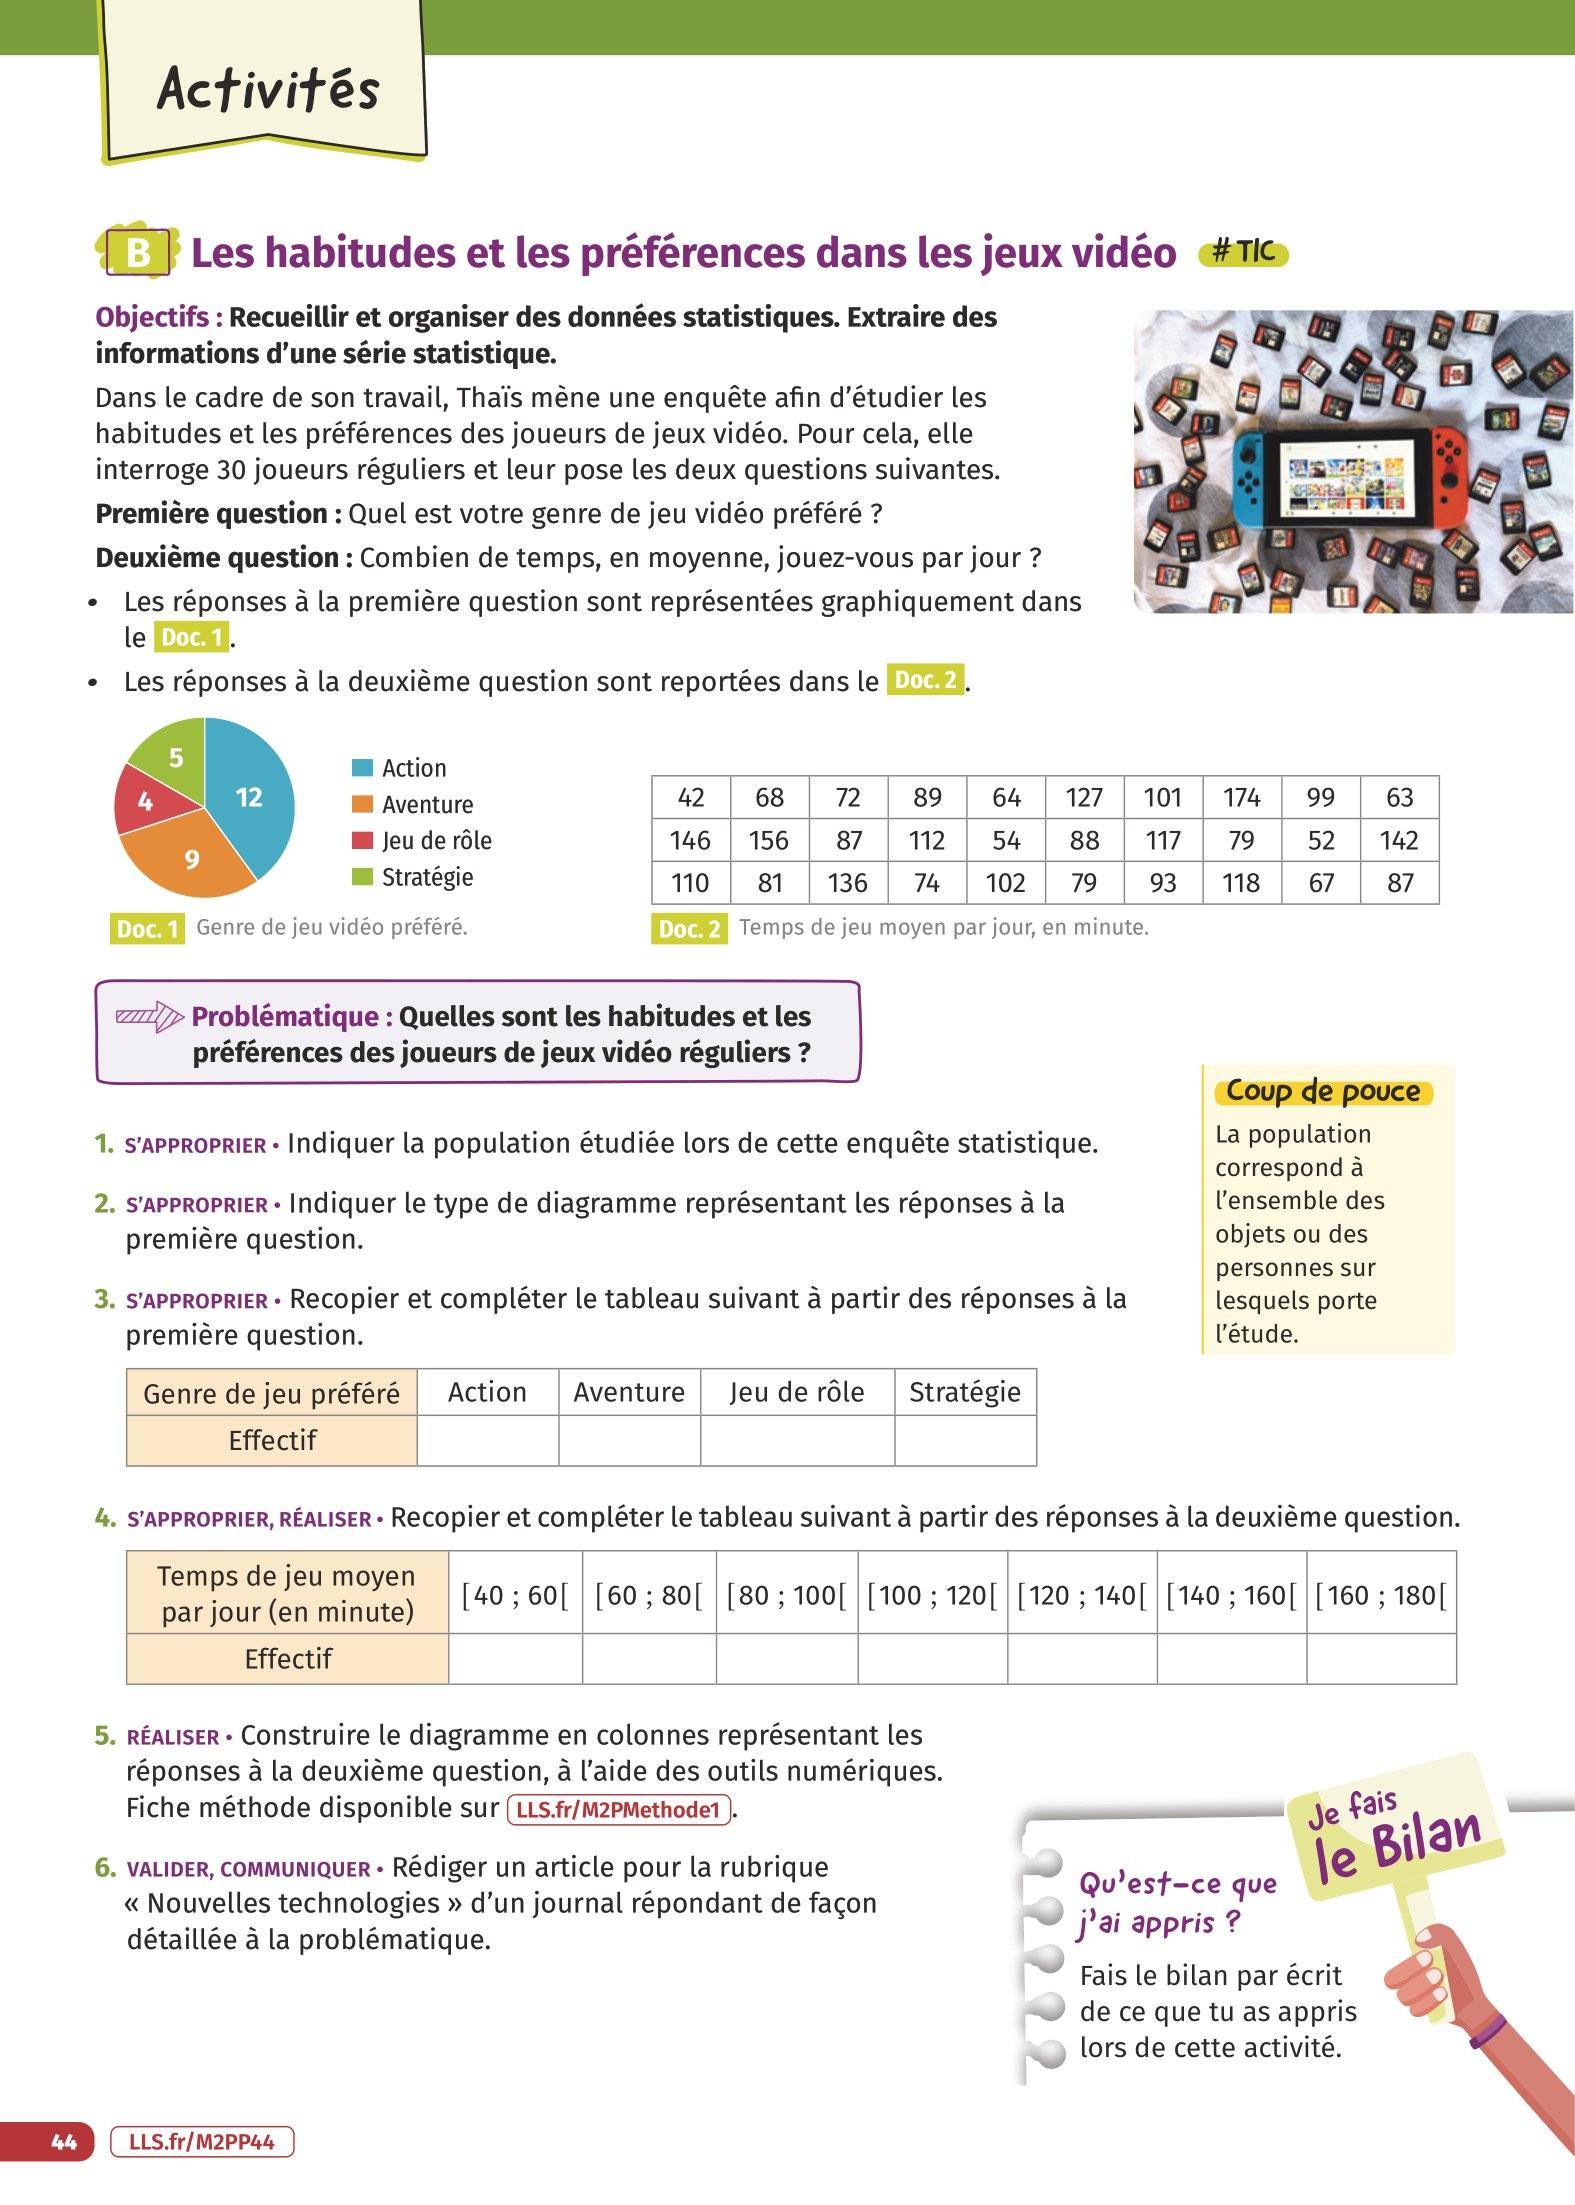 Activités
B Les habitudes et les préférences dans les jeux vidéo # TIC
Objectifs : Recueillir et organiser des données statistiques. Extraire des
informations d'une série statistique.
Dans le cadre de son travail, Thaïs mène une enquête afin d'étudier les
habitudes et les préférences des joueurs de jeux vidéo. Pour cela, elle
interroge 30 joueurs réguliers et leur pose les deux questions suivantes.
Première question : Quel est votre genre de jeu vidéo préféré ?
Deuxième question : Combien de temps, en moyenne, jouez-vous par jour ?
• Les réponses à la première question sont représentées graphiquement dans
le Doc. 1.
• Les réponses à la deuxième question sont reportées dans le Doc. 2.
5
12
4
9
Action
Aventure
Jeu de rôle
Stratégie
Doc. 1 Genre de jeu vidéo préféré.
42 68 72 89 64 127 101 174 99 63
146 156 87 112 54 88 117 79 52 142
110 81 136 74 102 79 93 118 67 87
Doc. 2 Temps de jeu moyen par jour, en minute.
Problématique : Quelles sont les habitudes et les
préférences des joueurs de jeux vidéo réguliers ?
Coup de pouce
La population
correspond à
l'ensemble des
objets ou des
personnes sur
lesquels porte
l'étude.
1. S'APPROPRIER • Indiquer la population étudiée lors de cette enquête statistique.
2. S'APPROPRIER • Indiquer le type de diagramme représentant les réponses à la
première question.
3. S'APPROPRIER • Recopier et compléter le tableau suivant à partir des réponses à la
première question.
Genre de jeu préféré Action Aventure Jeu de rôle Stratégie
Effectif
4. S'APPROPRIER, RÉALISER • Recopier et compléter le tableau suivant à partir des réponses à la deuxième question.
Temps de jeu moyen
par jour (en minute)
[40 ; 60[ [60 ; 80[ [80 ; 100[ [100 ; 120[ [120 ; 140[ [140 ; 160[ [160 ; 180[
Effectif
5. RÉALISER • Construire le diagramme en colonnes représentant les
réponses à la deuxième question, à l'aide des outils numériques.
Fiche méthode disponible sur LLS.fr/M2PMethode1.
6. VALIDER, COMMUNIQUER • Rédiger un article pour la rubrique
« Nouvelles technologies » d'un journal répondant de façon
détaillée à la problématique.
Je fais
le Bilan
Qu'est-ce que
j'ai appris ?
Fais le bilan par écrit
de ce que tu as appris
lors de cette activité.
44 LLS.fr/M2PP44